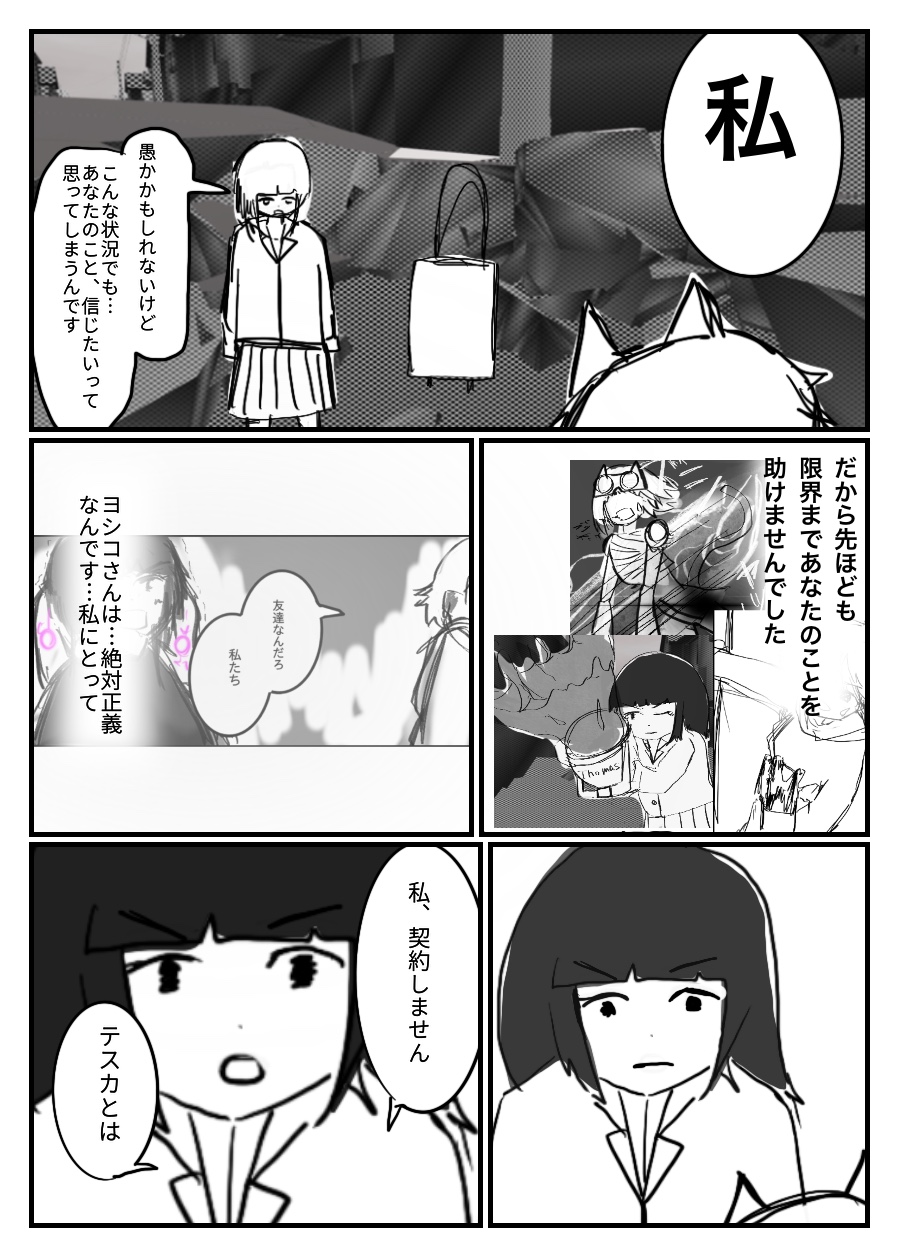 私
愚かかもしれないけど
こんな状況でも…
あなたのこと、信じたいって
思ってしまうんです
だから先ほども
限界まであなたのことを
助けませんでした
Thomas
友達なんだろ
私たち
ヨシコさんは…絶対正義
なんです…私にとって
私、契約しません
テスカとは